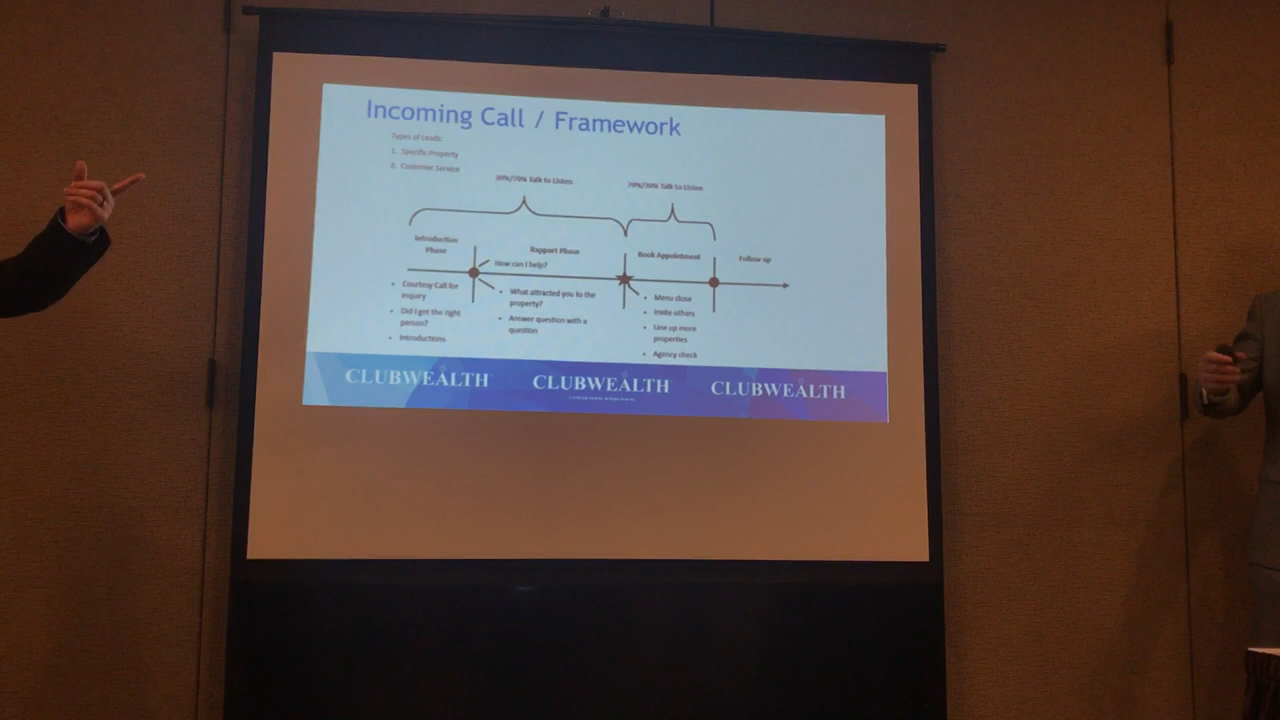 Incoming Call / Framework
Types of Leads:
1. Specific Property
2. Customer Service
30%/70% Talk to Listen
70%/30% Talk to Listen
Introduction
Phase
Rapport Phase
Book Appointment
Follow up
How can I help?
• Courtesy Call for
inquiry
• Did I get the right
person?
• Introductions
• What attracted you to the
property?
• Answer question with a
question
• Menu close
• Invite others
• Line up more
properties
• Agency check
CLUBWEALTH
CLUBWEALTH
CLUBWEALTH